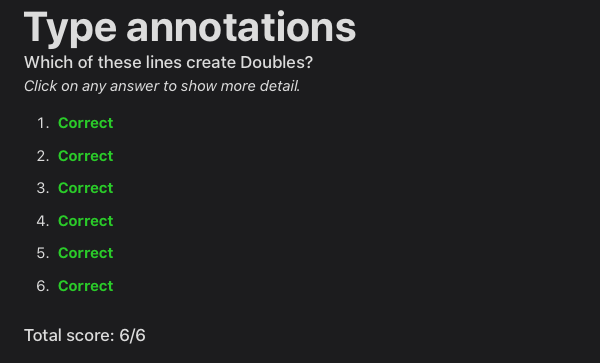 Type annotations
Which of these lines create Doubles?
Click on any answer to show more detail.
1. Correct
2. Correct
3. Correct
4. Correct
5. Correct
6. Correct
Total score: 6/6